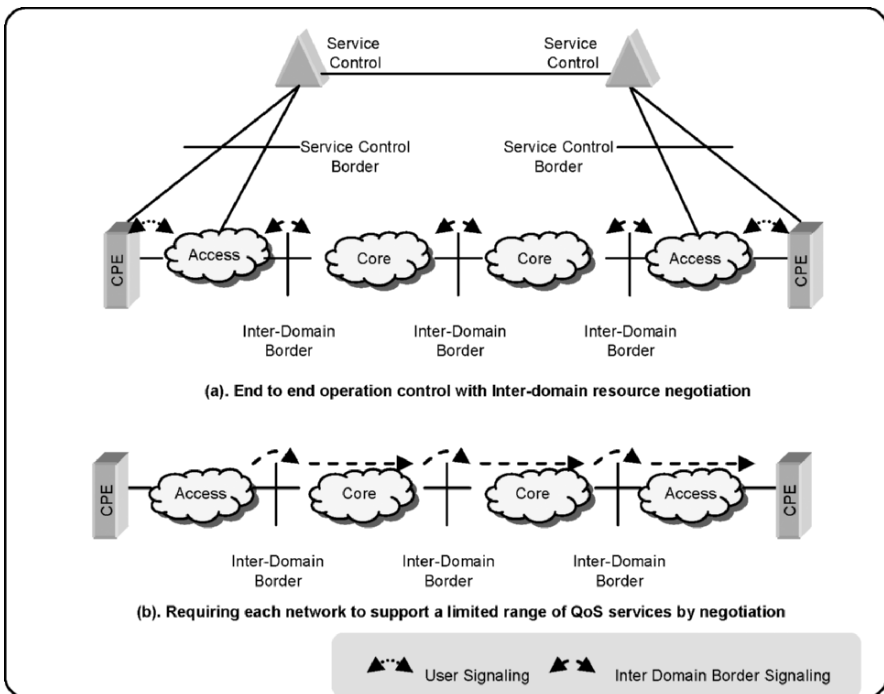 Service
Control
Service
Control
Service Control
Border
Service Control
Border
CPE
Access
Core
Core
Access
CPE
Inter-Domain
Border
Inter-Domain
Border
Inter-Domain
Border
(a). End to end operation control with Inter-domain resource negotiation
CPE
Access
Core
Core
Access
CPE
Inter-Domain
Border
Inter-Domain
Border
Inter-Domain
Border
(b). Requiring each network to support a limited range of QoS services by negotiation
User Signaling
Inter Domain Border Signaling